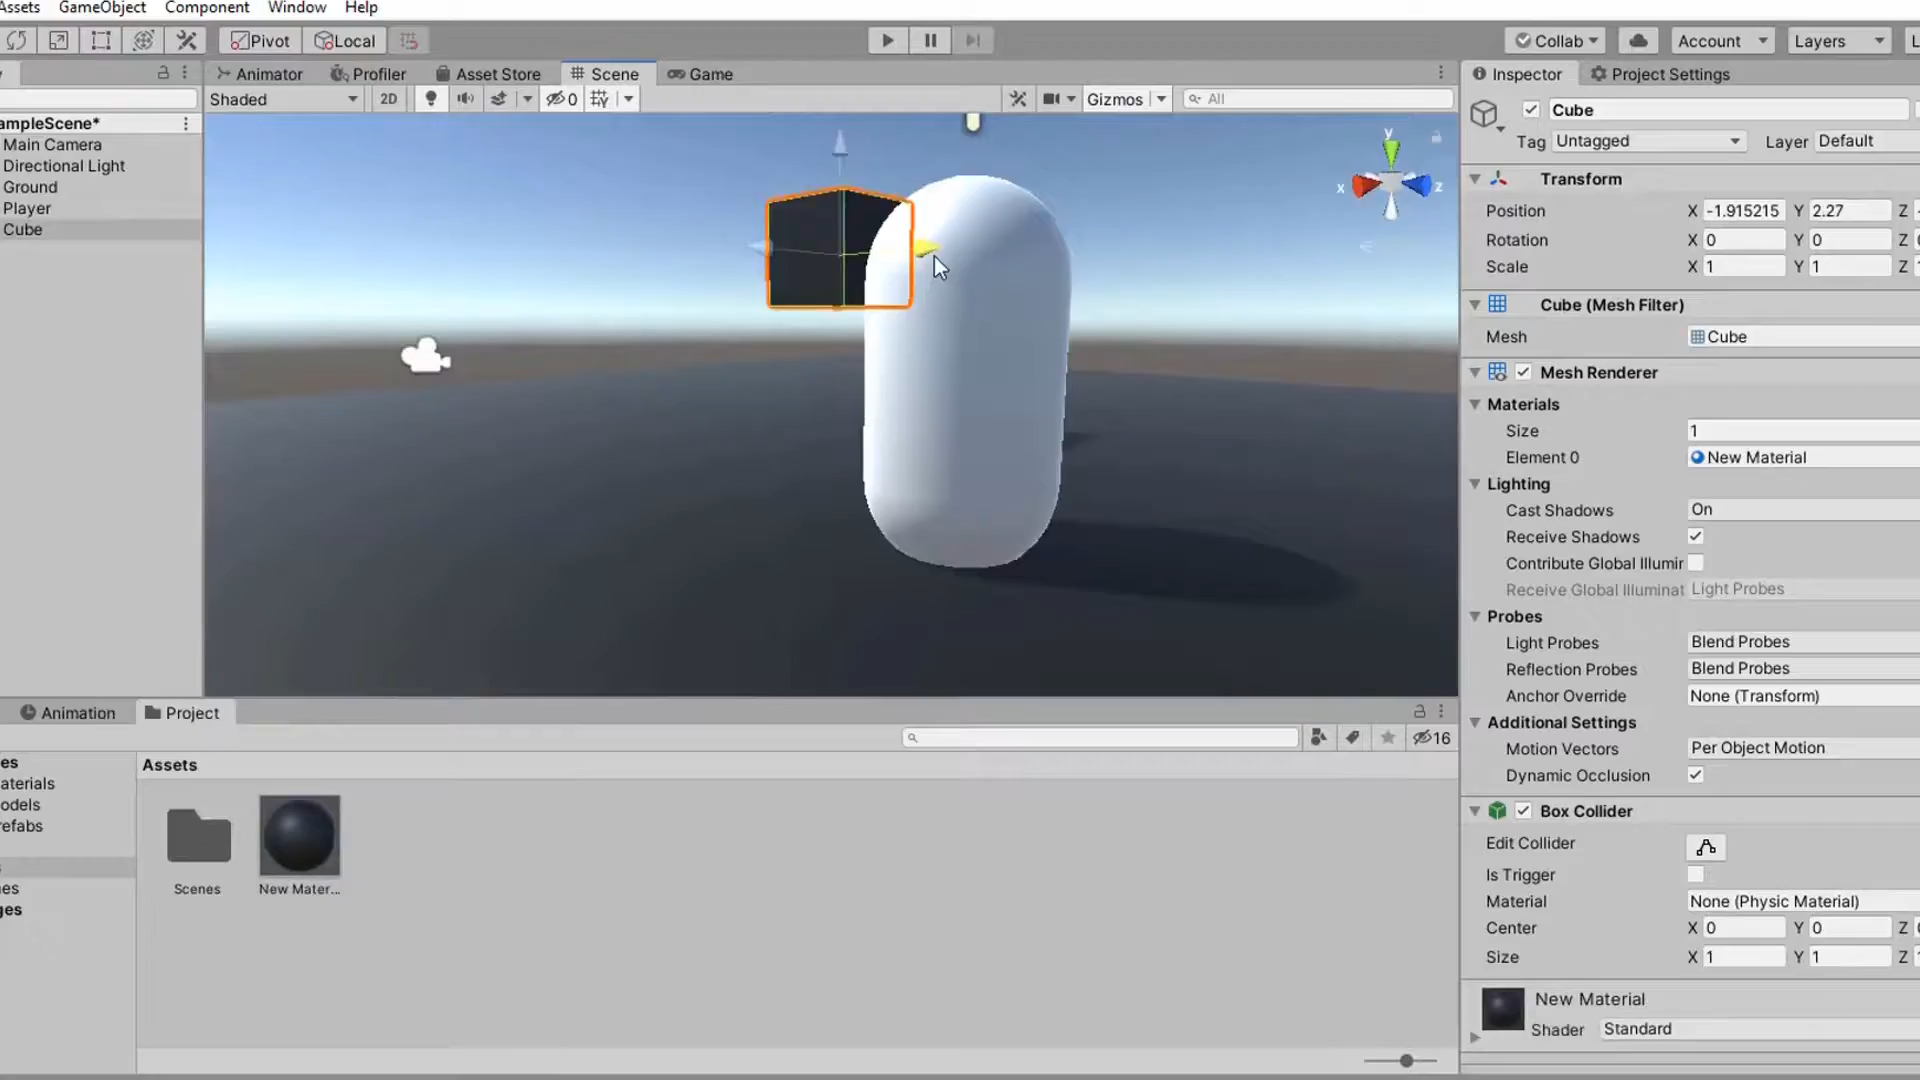 Assets GameObject Component Window Help
Pivot Local Collab Account Layers L
Animator Profiler Asset Store Scene Game
Shaded 2D 0 Gizmos All
ampleScene*
Main Camera
Directional Light
Ground
Player
Cube
y
x
z
Inspector Project Settings
Cube
Tag Untagged Layer Default
Transform
Position X -1.915215 Y 2.27 Z
Rotation X 0 Y 0 Z
Scale X 1 Y 1 Z
Cube (Mesh Filter)
Mesh Cube
Mesh Renderer
Materials
Size 1
Element 0 New Material
Lighting
Cast Shadows On
Receive Shadows
Contribute Global Illumir
Receive Global Illuminat Light Probes
Probes
Light Probes Blend Probes
Reflection Probes Blend Probes
Anchor Override None (Transform)
Additional Settings
Motion Vectors Per Object Motion
Dynamic Occlusion
Box Collider
Edit Collider
Is Trigger
Material None (Physic Material)
Center X 0 Y 0 Z
Size X 1 Y 1 Z
New Material
Shader Standard
Animation Project
16
es
aterials
odels
refabs
es
ges
Assets
Scenes
New Mater...